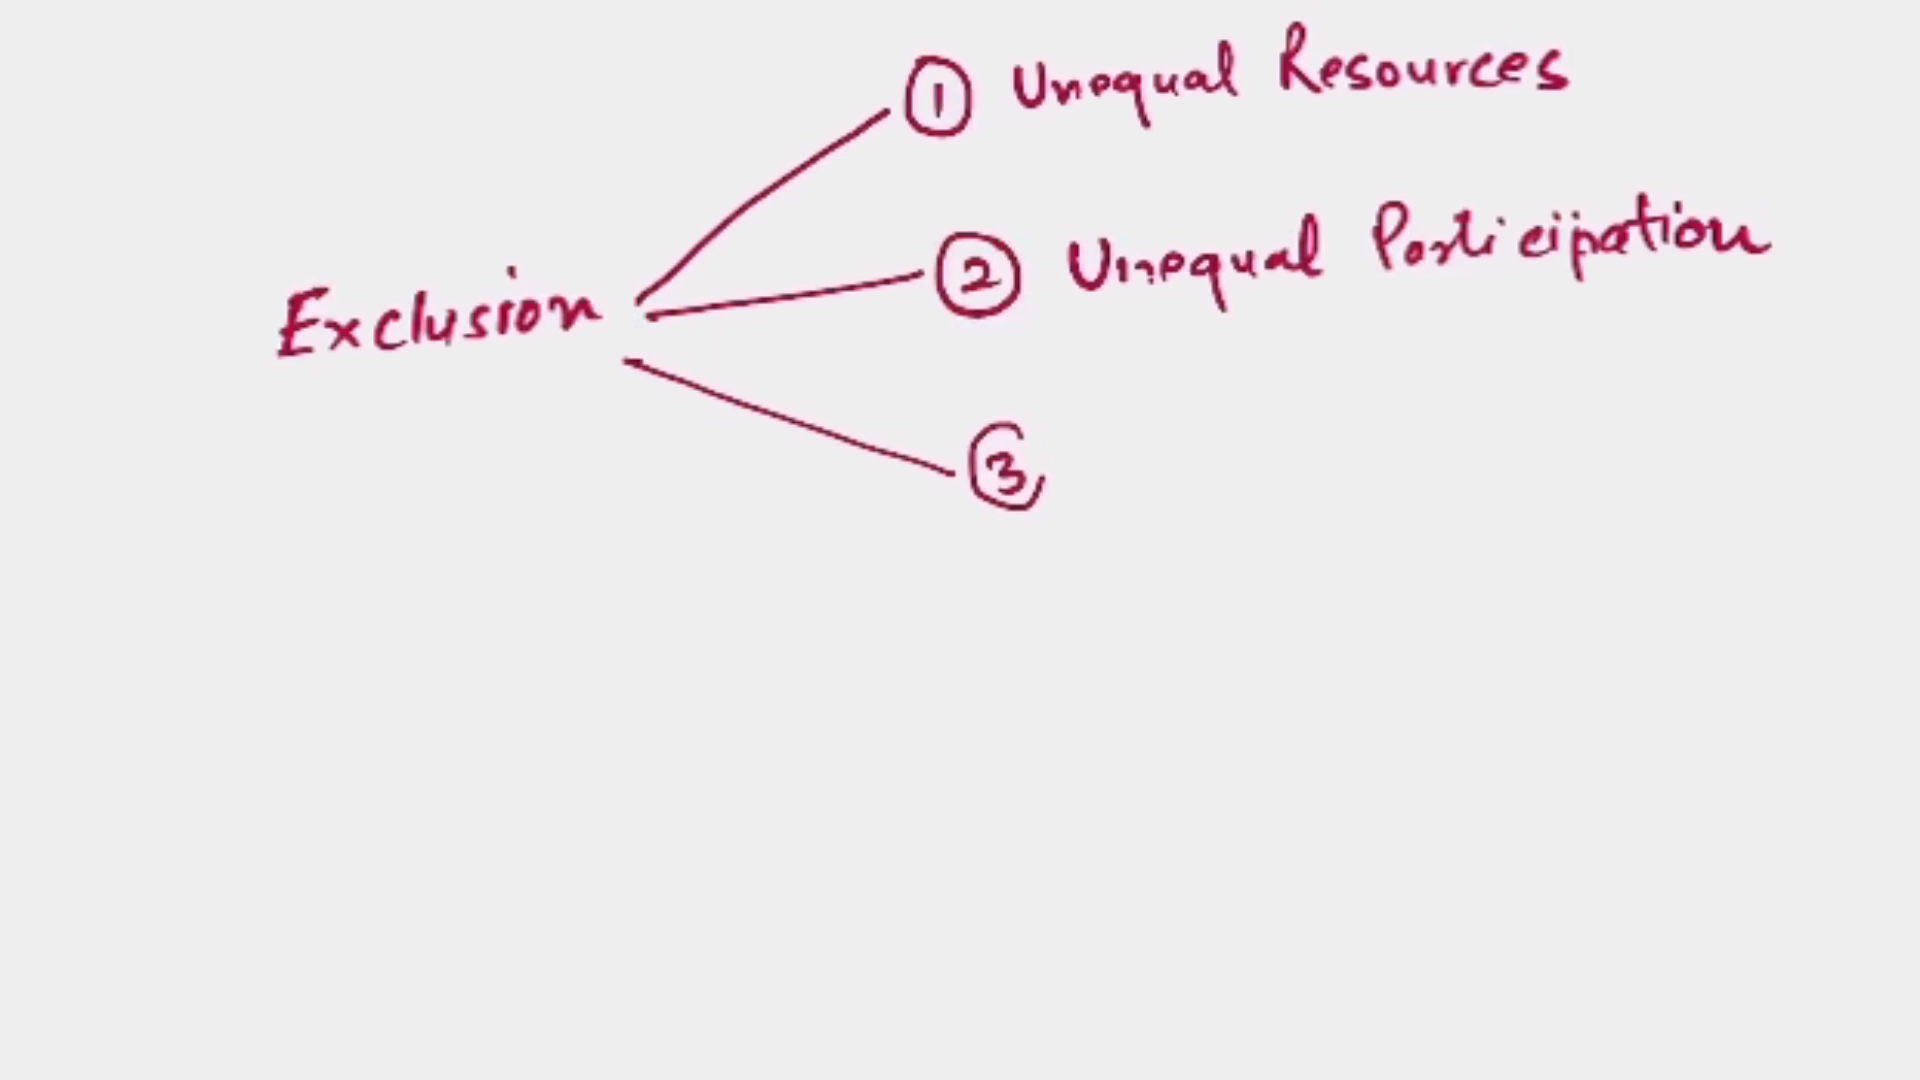 ① Unequal Resources
② Unequal Participation
Exclusion
③